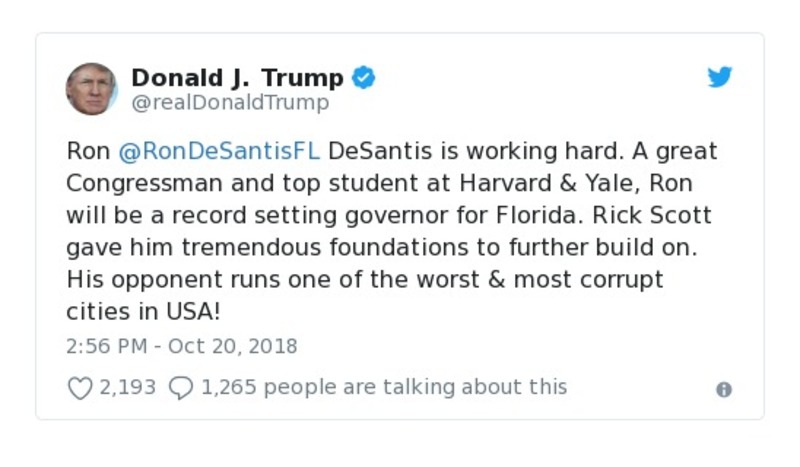 Donald J. Trump
@realDonaldTrump
Ron @RonDeSantisFL DeSantis is working hard. A great
Congressman and top student at Harvard & Yale, Ron
will be a record setting governor for Florida. Rick Scott
gave him tremendous foundations to further build on.
His opponent runs one of the worst & most corrupt
cities in USA!
2:56 PM - Oct 20, 2018
2,193 1,265 people are talking about this